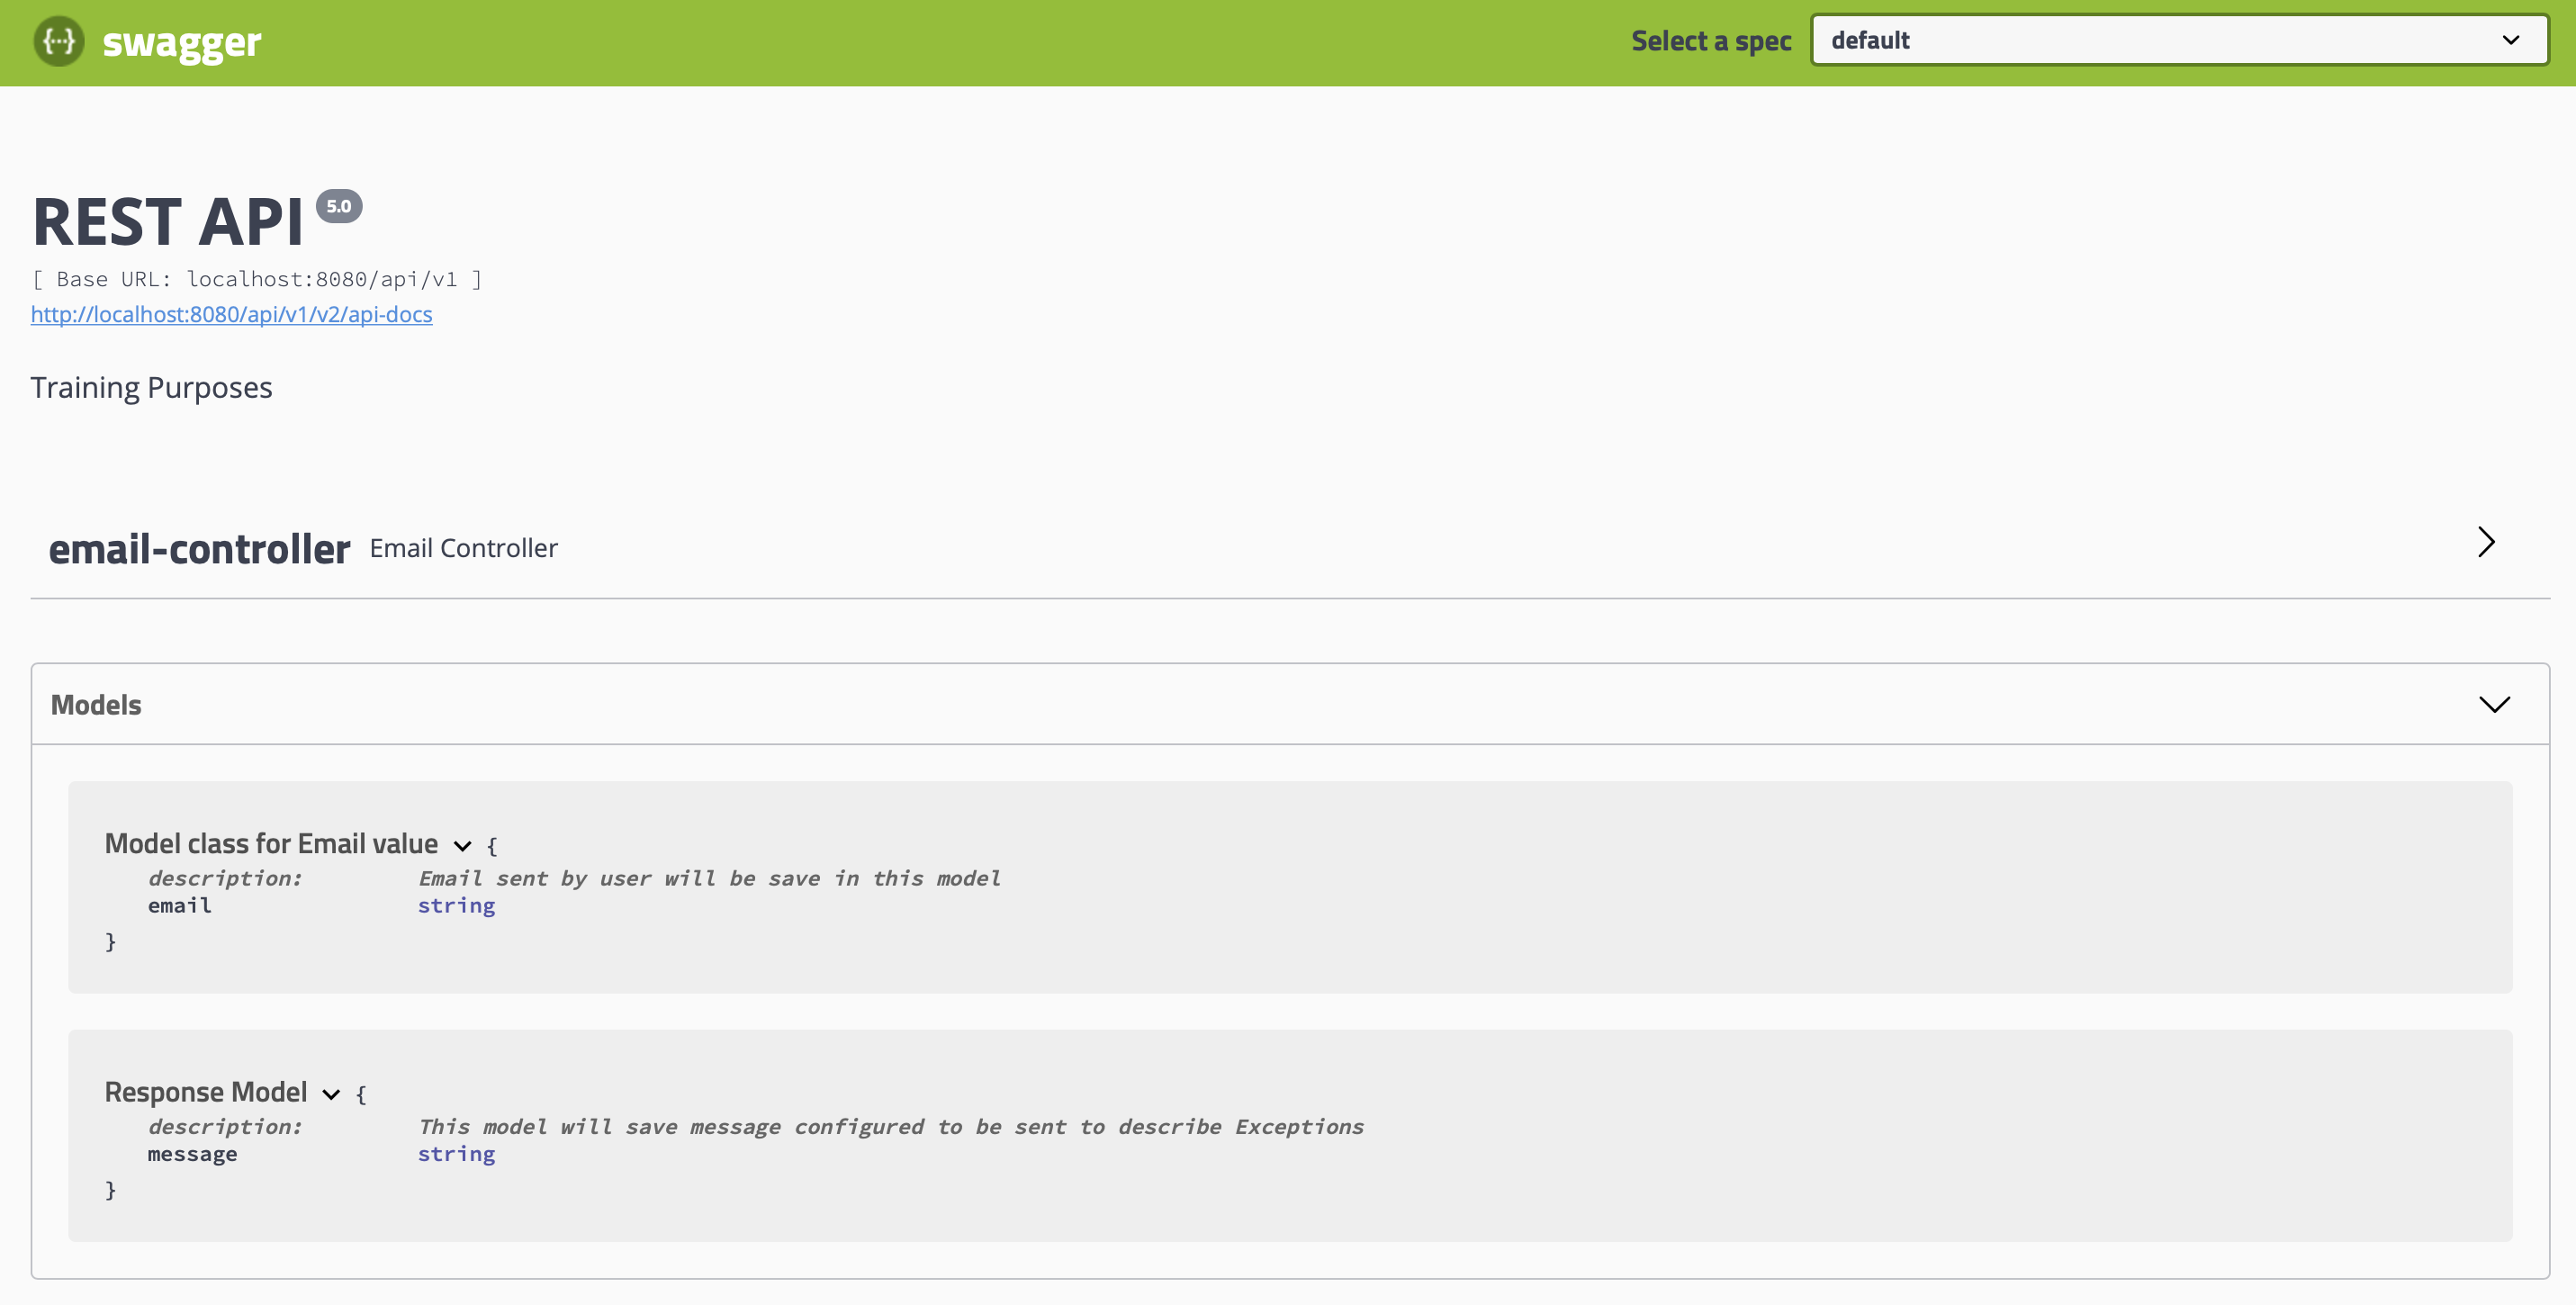 {···} swagger
Select a spec default
REST API 5.0
[ Base URL: localhost:8080/api/v1 ]
http://localhost:8080/api/v1/v2/api-docs
Training Purposes
email-controller Email Controller
Models
Model class for Email value {
description: Email sent by user will be save in this model
email string
}
Response Model {
description: This model will save message configured to be sent to describe Exceptions
message string
}